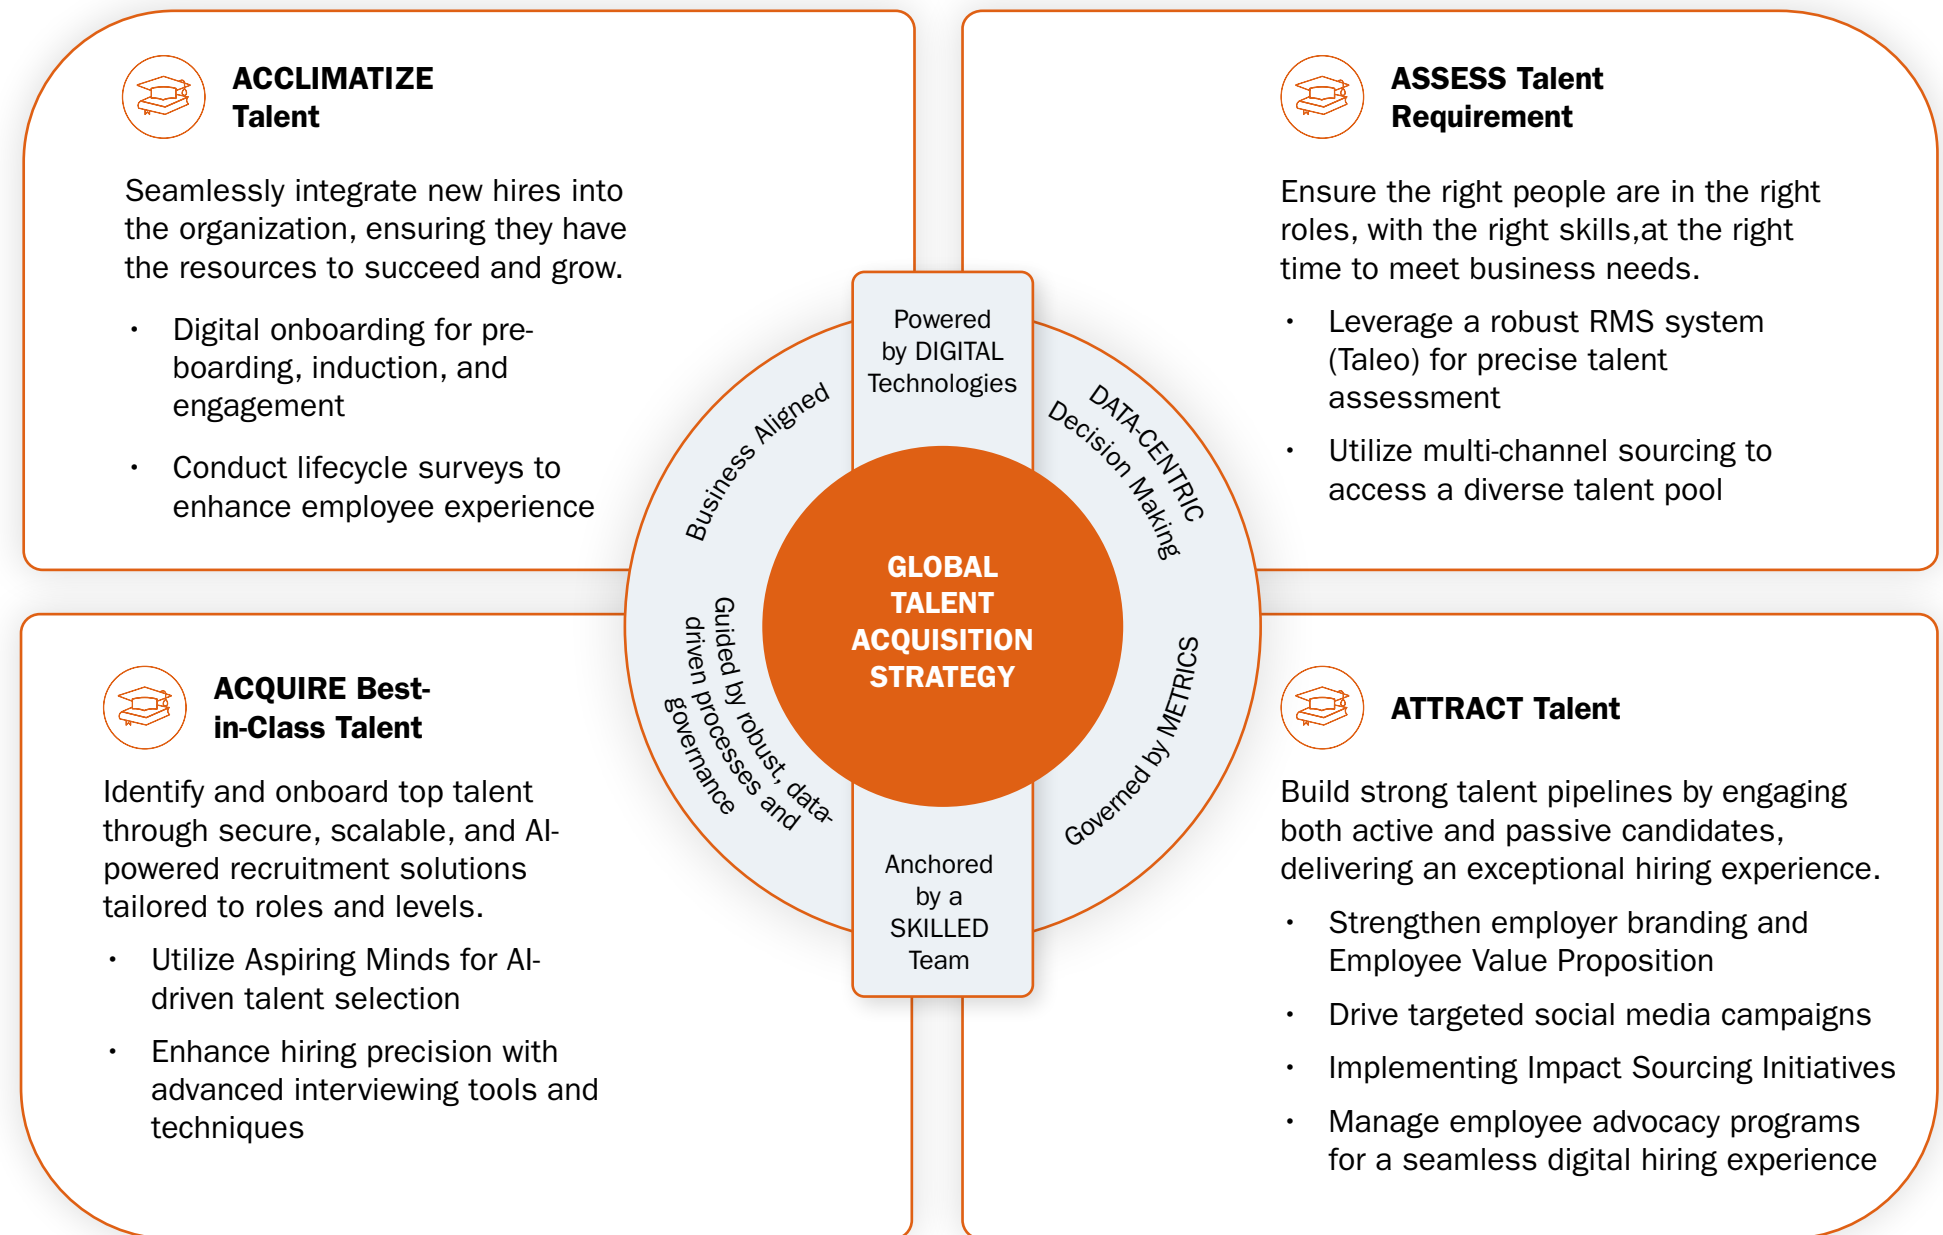 ACCLIMATIZE
Talent
Seamlessly integrate new hires into
the organization, ensuring they have
the resources to succeed and grow.
· Digital onboarding for pre-
boarding, induction, and
engagement
· Conduct lifecycle surveys to
enhance employee experience
ASSESS Talent
Requirement
Ensure the right people are in the right
roles, with the right skills,at the right
time to meet business needs.
· Leverage a robust RMS system
(Taleo) for precise talent
assessment
· Utilize multi-channel sourcing to
access a diverse talent pool
Powered
by DIGITAL
Technologies
Business Aligned
DATA-CENTRIC
Decision Making
GLOBAL
TALENT
ACQUISITION
STRATEGY
Guided by robust, data-
driven processes and
governance
Governed by METRICS
Anchored
by a
SKILLED
Team
ACQUIRE Best-
in-Class Talent
Identify and onboard top talent
through secure, scalable, and AI-
powered recruitment solutions
tailored to roles and levels.
· Utilize Aspiring Minds for AI-
driven talent selection
· Enhance hiring precision with
advanced interviewing tools and
techniques
ATTRACT Talent
Build strong talent pipelines by engaging
both active and passive candidates,
delivering an exceptional hiring experience.
· Strengthen employer branding and
Employee Value Proposition
· Drive targeted social media campaigns
· Implementing Impact Sourcing Initiatives
· Manage employee advocacy programs
for a seamless digital hiring experience